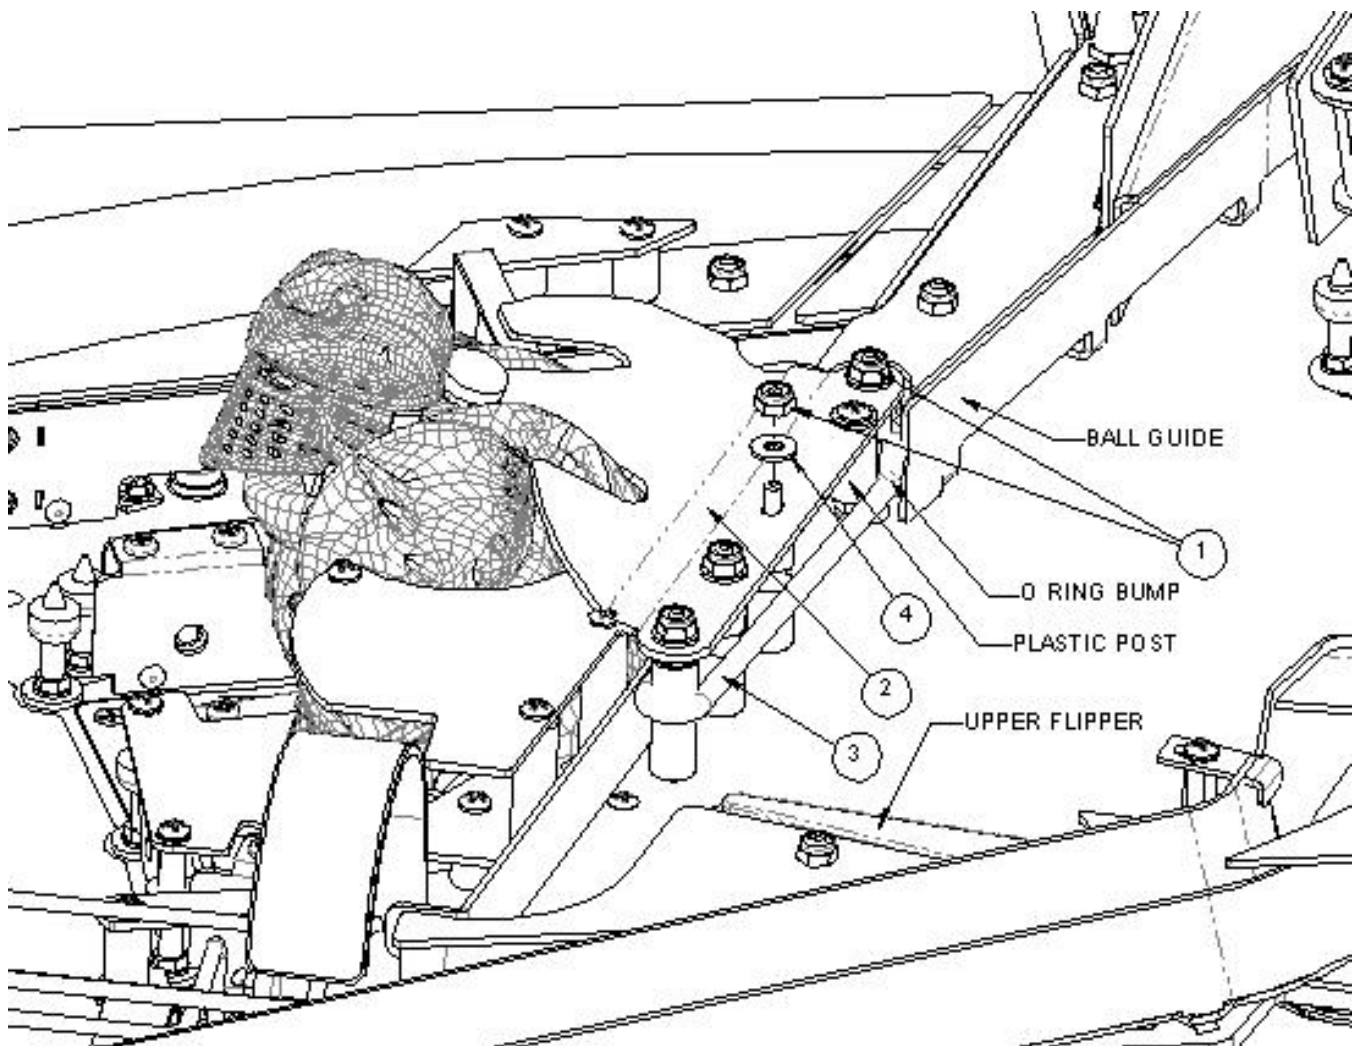 BALL GUIDE
1
O RING BUMP
4
PLASTIC POST
2
UPPER FLIPPER
3